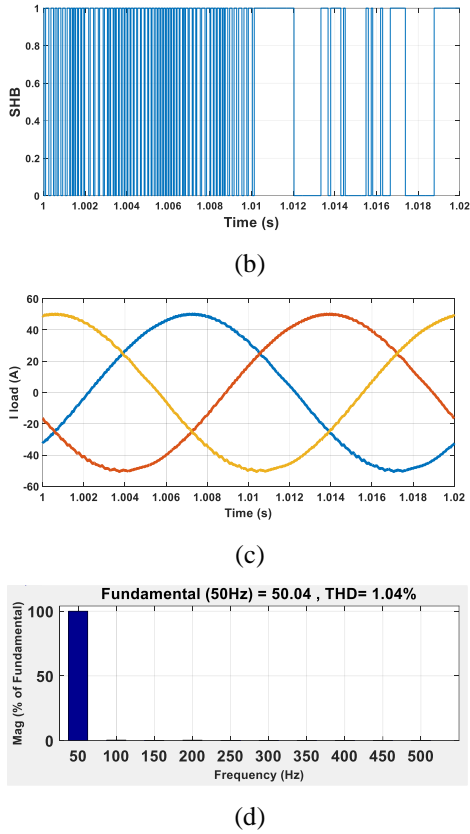 1
0.8
0.6
0.4
0.2
0
SHB
1 1.002 1.004 1.006 1.008 1.01 1.012 1.014 1.016 1.018 1.02
Time (s)
(b)
60
40
20
0
-20
-40
-60
I load (A)
1 1.002 1.004 1.006 1.008 1.01 1.012 1.014 1.016 1.018 1.02
Time (s)
(c)
Fundamental (50Hz) = 50.04 , THD= 1.04%
100
50
0
Mag (% of Fundamental)
50 100 150 200 250 300 350 400 450 500
Frequency (Hz)
(d)